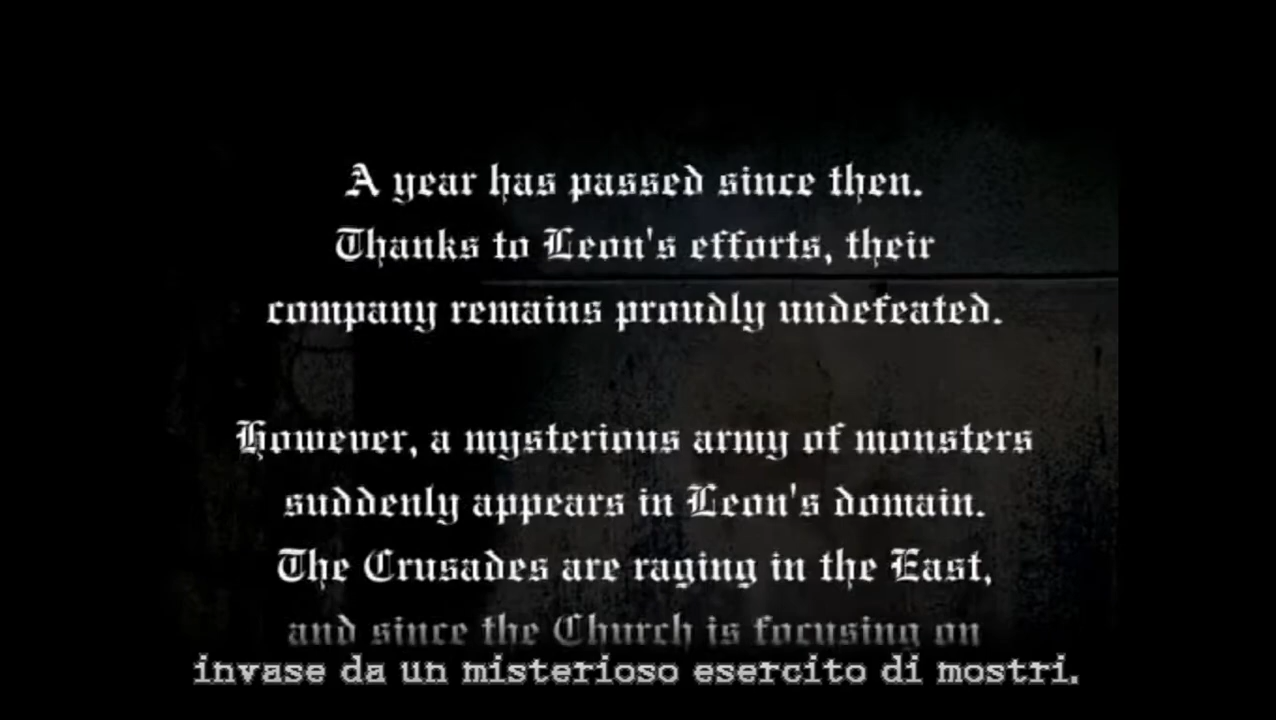 A year has passed since then.
Thanks to Leon's efforts, their
company remains proudly undefeated.
However, a mysterious army of monsters
suddenly appears in Leon's domain.
The Crusades are raging in the East,
and since the Church is focusing on
invase da un misterioso esercito di mostri.